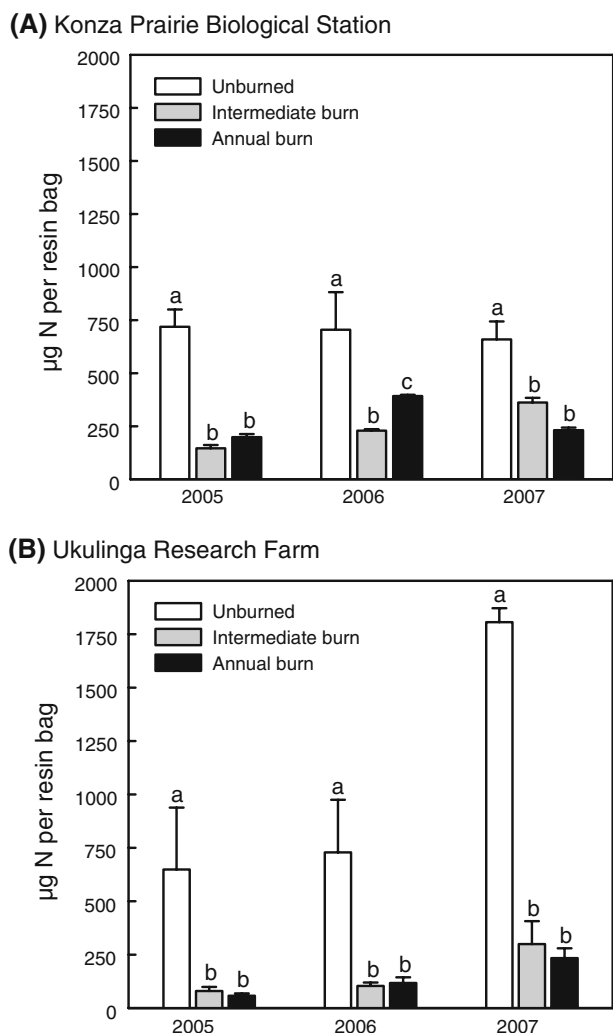 (A) Konza Prairie Biological Station
2000
1750
1500
1250
1000
750
500
250
0
µg N per resin bag
Unburned
Intermediate burn
Annual burn
a
b
b
a
b
c
a
b
b
2005
2006
2007
(B) Ukulinga Research Farm
2000
1750
1500
1250
1000
750
500
250
0
µg N per resin bag
Unburned
Intermediate burn
Annual burn
a
b
b
a
b
b
a
b
b
2005
2006
2007